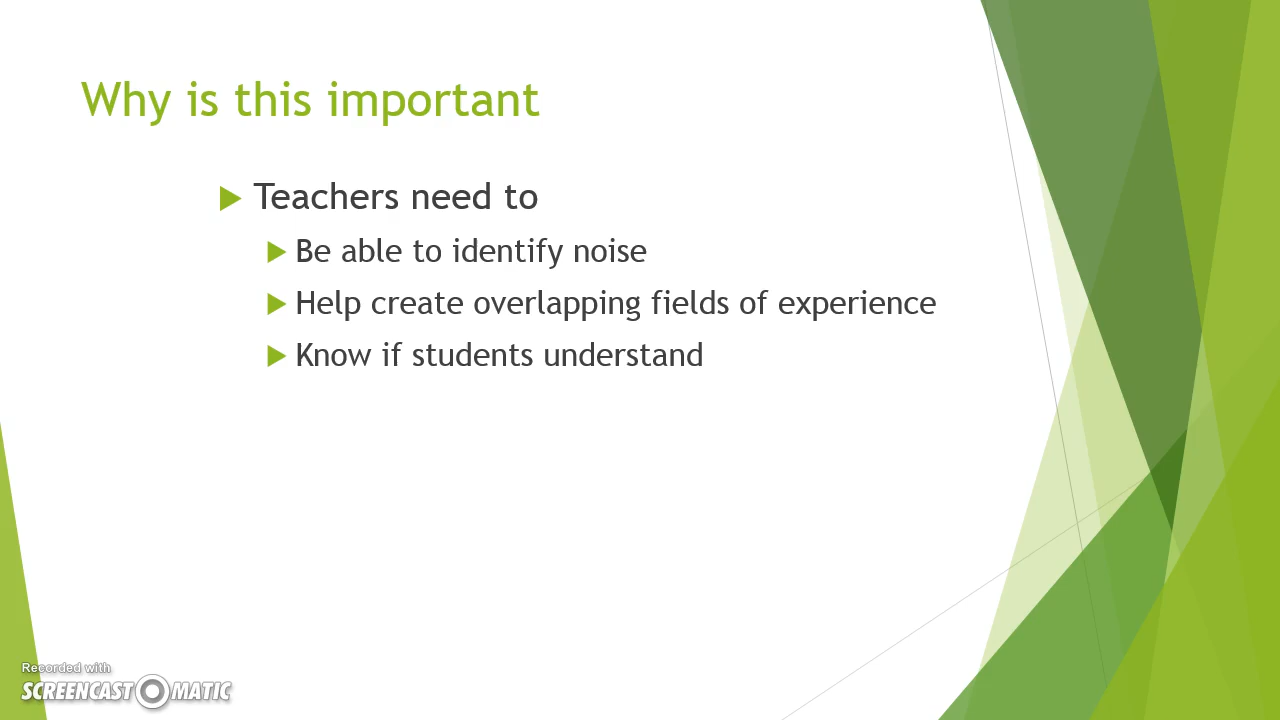 Why is this important
Teachers need to
Be able to identify noise
Help create overlapping fields of experience
Know if students understand
Recorded with
SCREENCAST MATIC